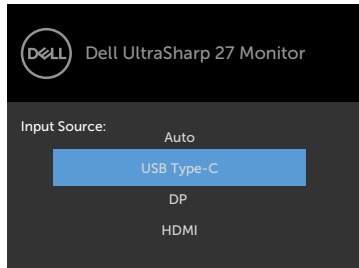 DELL
Dell UltraSharp 27 Monitor
Input Source:
Auto
USB Type-C
DP
HDMI